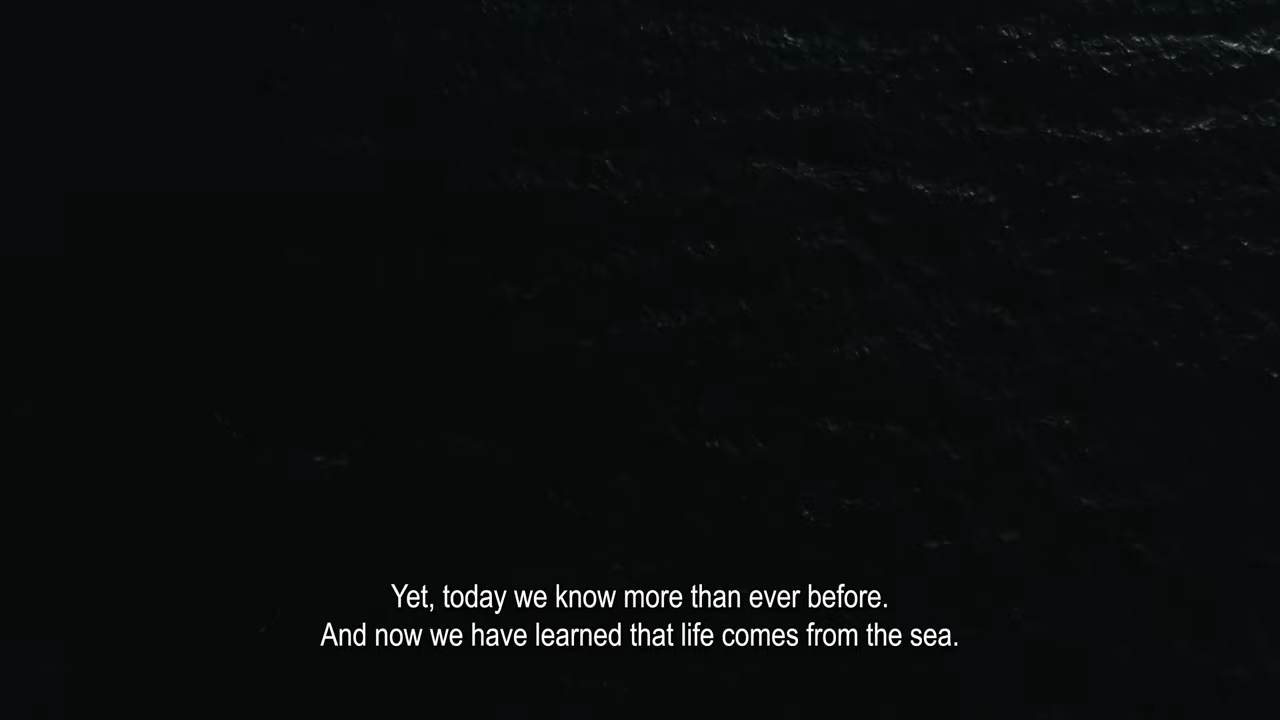 Yet, today we know more than ever before.
And now we have learned that life comes from the sea.